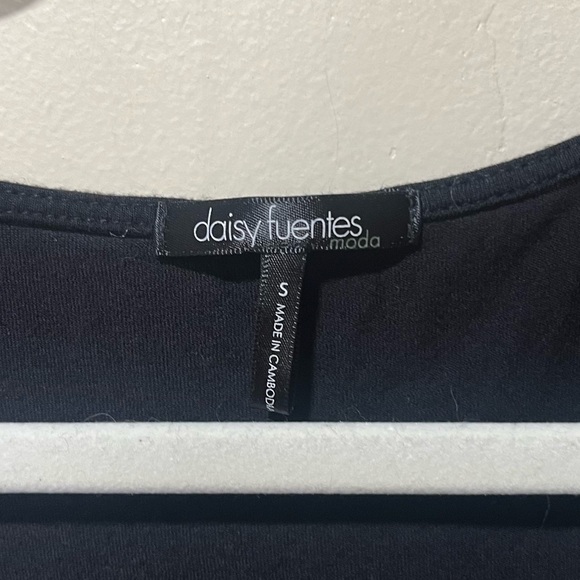 daisy fuentes
moda
S
MADE IN CAMBODI